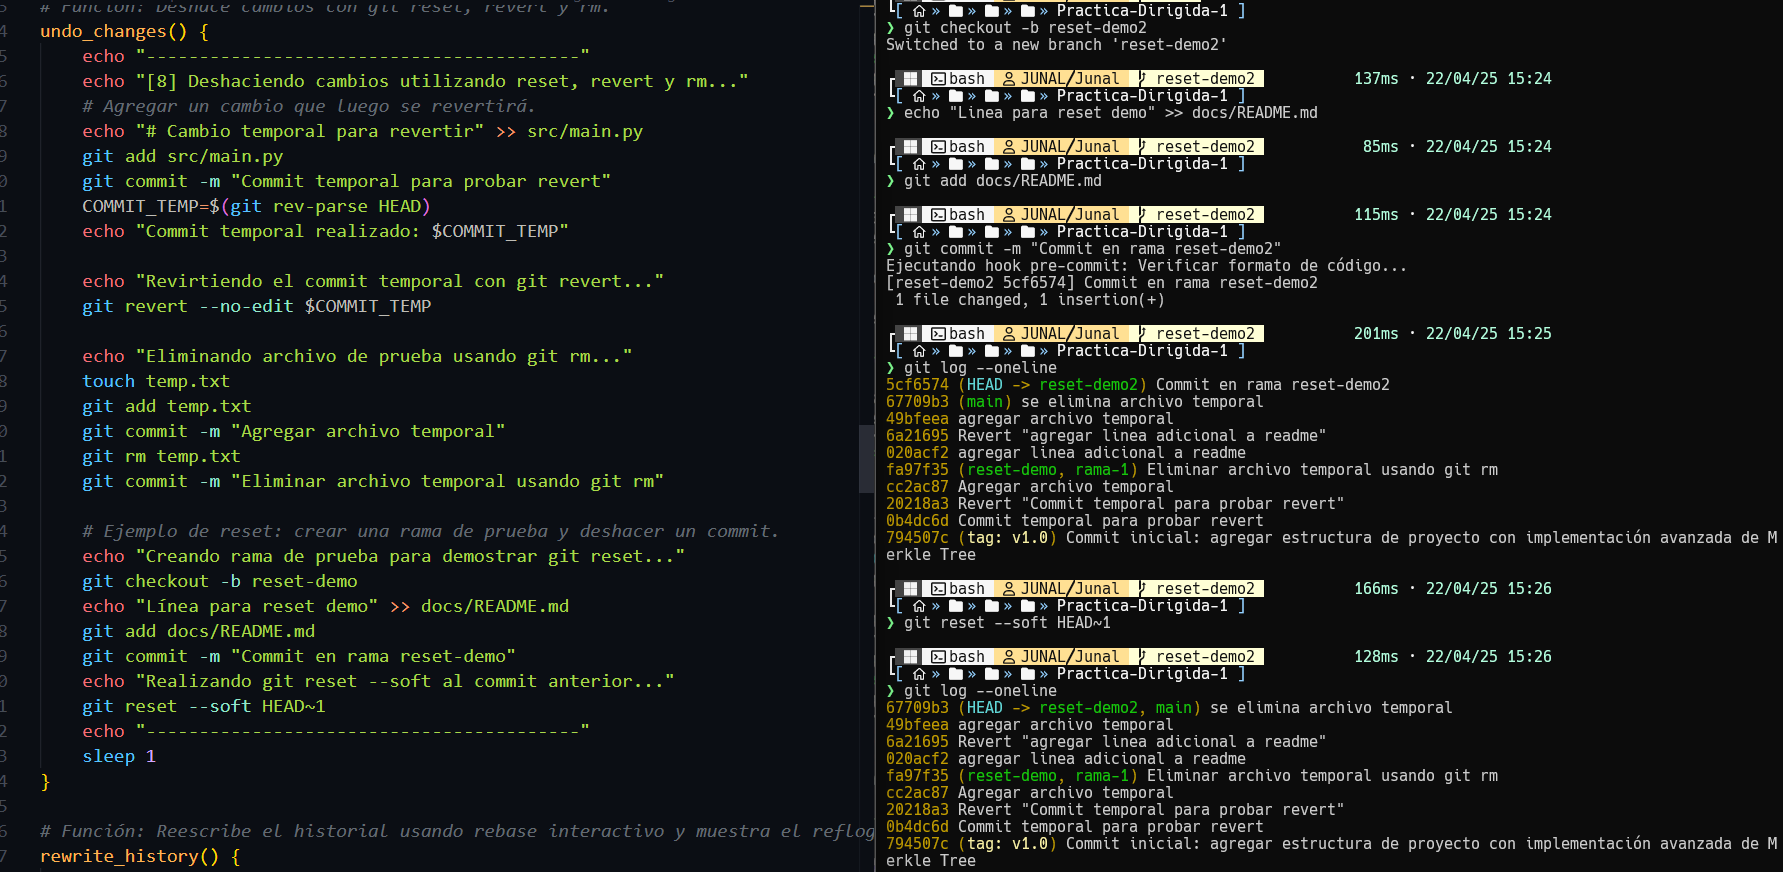 # Función: Deshace cambios con git reset, revert y rm.
undo_changes() {
echo "-----------------------------------------"
echo "[8] Deshaciendo cambios utilizando reset, revert y rm..."
# Agregar un cambio que luego se revertirá.
echo "# Cambio temporal para revertir" >> src/main.py
git add src/main.py
git commit -m "Commit temporal para probar revert"
COMMIT_TEMP=$(git rev-parse HEAD)
echo "Commit temporal realizado: $COMMIT_TEMP"
echo "Revirtiendo el commit temporal con git revert..."
git revert --no-edit $COMMIT_TEMP
echo "Eliminando archivo de prueba usando git rm..."
touch temp.txt
git add temp.txt
git commit -m "Agregar archivo temporal"
git rm temp.txt
git commit -m "Eliminar archivo temporal usando git rm"
# Ejemplo de reset: crear una rama de prueba y deshacer un commit.
echo "Creando rama de prueba para demostrar git reset..."
git checkout -b reset-demo
echo "Línea para reset demo" >> docs/README.md
git add docs/README.md
git commit -m "Commit en rama reset-demo"
echo "Realizando git reset --soft al commit anterior..."
git reset --soft HEAD~1
echo "-----------------------------------------"
sleep 1
}
# Función: Reescribe el historial usando rebase interactivo y muestra el reflog
rewrite_history() {
[ » » » » Practica-Dirigida-1 ]
❯ git checkout -b reset-demo2
Switched to a new branch 'reset-demo2'
bash JUNAL/Junal reset-demo2 137ms · 22/04/25 15:24
[ » » » » Practica-Dirigida-1 ]
❯ echo "Linea para reset demo" >> docs/README.md
bash JUNAL/Junal reset-demo2 85ms · 22/04/25 15:24
[ » » » » Practica-Dirigida-1 ]
❯ git add docs/README.md
bash JUNAL/Junal reset-demo2 115ms · 22/04/25 15:24
[ » » » » Practica-Dirigida-1 ]
❯ git commit -m "Commit en rama reset-demo2"
Ejecutando hook pre-commit: Verificar formato de código...
[reset-demo2 5cf6574] Commit en rama reset-demo2
1 file changed, 1 insertion(+)
bash JUNAL/Junal reset-demo2 201ms · 22/04/25 15:25
[ » » » » Practica-Dirigida-1 ]
❯ git log --oneline
5cf6574 (HEAD -> reset-demo2) Commit en rama reset-demo2
67709b3 (main) se elimina archivo temporal
49bfeea agregar archivo temporal
6a21695 Revert "agregar linea adicional a readme"
020acf2 agregar linea adicional a readme
fa97f35 (reset-demo, rama-1) Eliminar archivo temporal usando git rm
cc2ac87 Agregar archivo temporal
20218a3 Revert "Commit temporal para probar revert"
0b4dc6d Commit temporal para probar revert
794507c (tag: v1.0) Commit inicial: agregar estructura de proyecto con implementación avanzada de M
erkle Tree
bash JUNAL/Junal reset-demo2 166ms · 22/04/25 15:26
[ » » » » Practica-Dirigida-1 ]
❯ git reset --soft HEAD~1
bash JUNAL/Junal reset-demo2 128ms · 22/04/25 15:26
[ » » » » Practica-Dirigida-1 ]
❯ git log --oneline
67709b3 (HEAD -> reset-demo2, main) se elimina archivo temporal
49bfeea agregar archivo temporal
6a21695 Revert "agregar linea adicional a readme"
020acf2 agregar linea adicional a readme
fa97f35 (reset-demo, rama-1) Eliminar archivo temporal usando git rm
cc2ac87 Agregar archivo temporal
20218a3 Revert "Commit temporal para probar revert"
0b4dc6d Commit temporal para probar revert
794507c (tag: v1.0) Commit inicial: agregar estructura de proyecto con implementación avanzada de M
erkle Tree